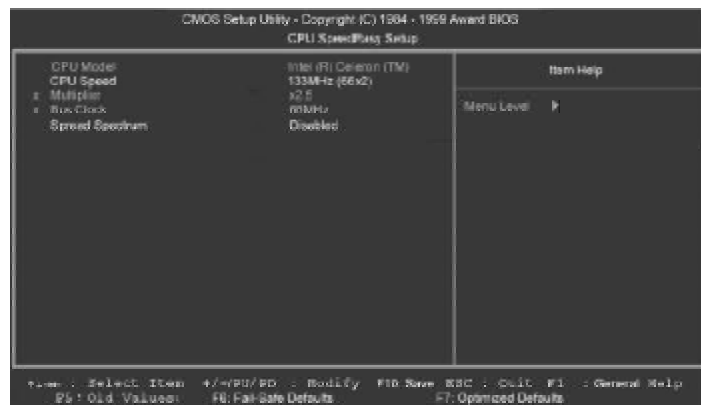 CMOS Setup Utility - Copyright (C) 1984 - 1999 Award BIOS
CPU SpeedEasy Setup
CPU Model Intel (R) Celeron (TM)
CPU Speed 133MHz (66x2)
x Multiplier x2.5
x Bus Clock 66MHz
Spread Spectrum Disabled
Item Help
Menu Level ▶
: Select Item +/-/PU/PD : Modify F10 Save ESC : Quit F1 : General Help
F5: Old Values F6: Fail-Safe Defaults F7: Optimized Defaults